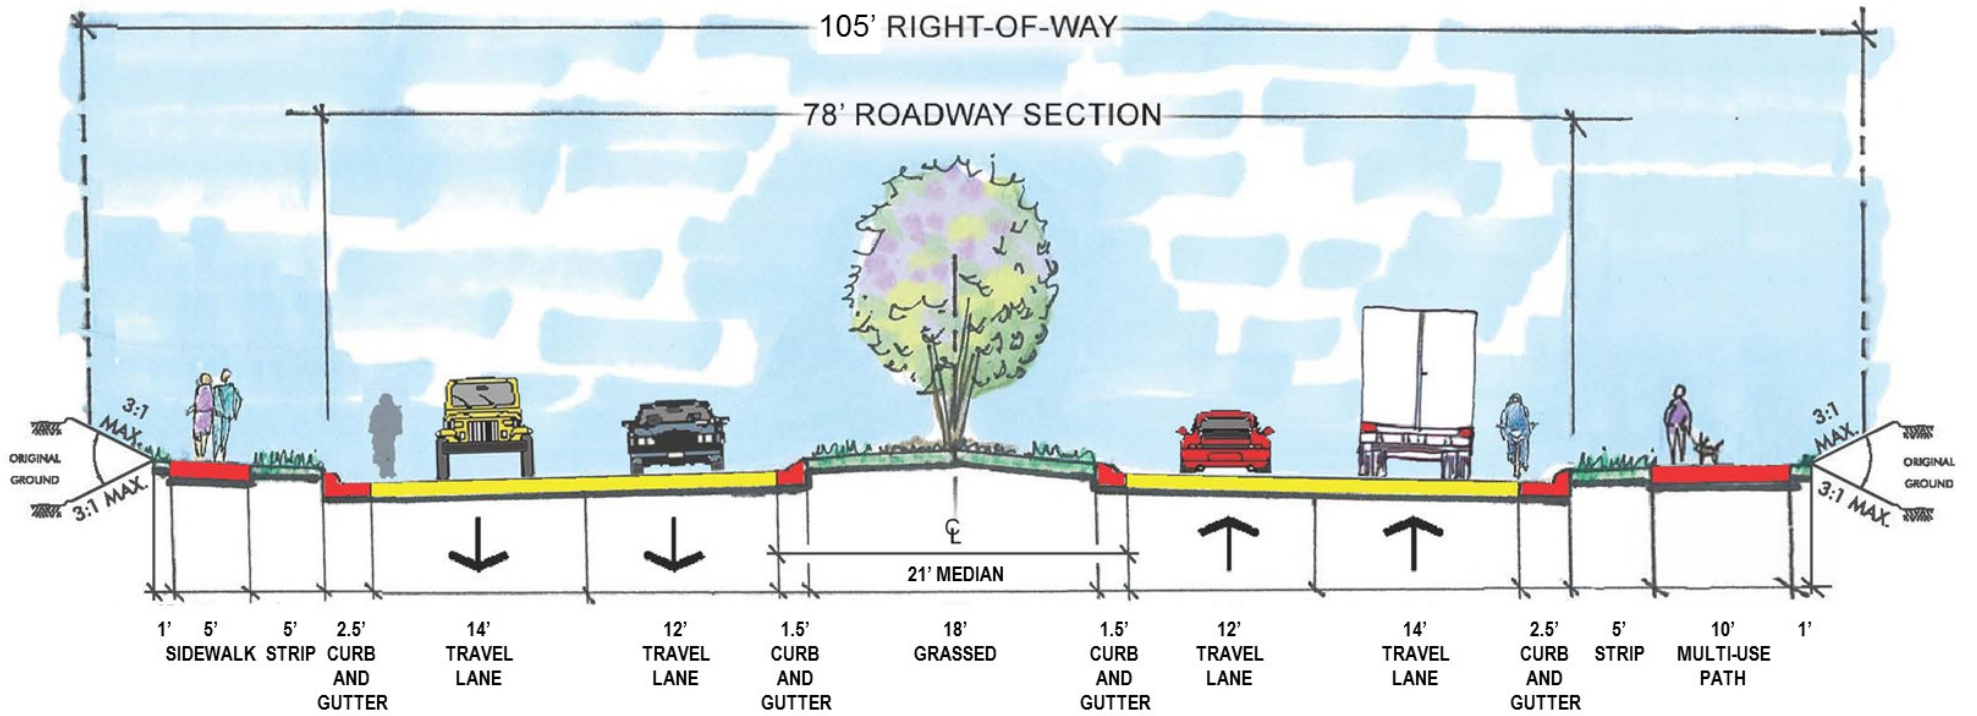 105' RIGHT-OF-WAY
78' ROADWAY SECTION
3:1
MAX.
ORIGINAL
GROUND
3:1 MAX.
3:1
MAX.
ORIGINAL
GROUND
3:1 MAX.
CL
21' MEDIAN
1'
5'
SIDEWALK
5'
STRIP
2.5'
CURB
AND
GUTTER
14'
TRAVEL
LANE
12'
TRAVEL
LANE
1.5'
CURB
AND
GUTTER
18'
GRASSED
1.5'
CURB
AND
GUTTER
12'
TRAVEL
LANE
14'
TRAVEL
LANE
2.5'
CURB
AND
GUTTER
5'
STRIP
10'
MULTI-USE
PATH
1'